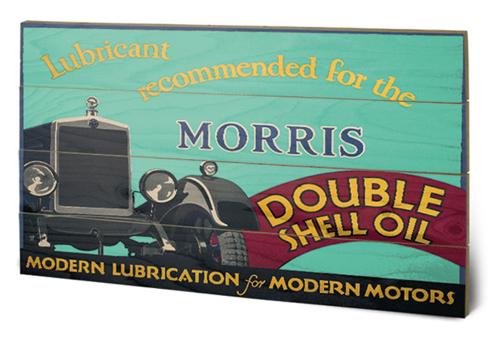 Lubricant
recommended for the
MORRIS
DOUBLE
SHELL OIL
MODERN LUBRICATION for MODERN MOTORS